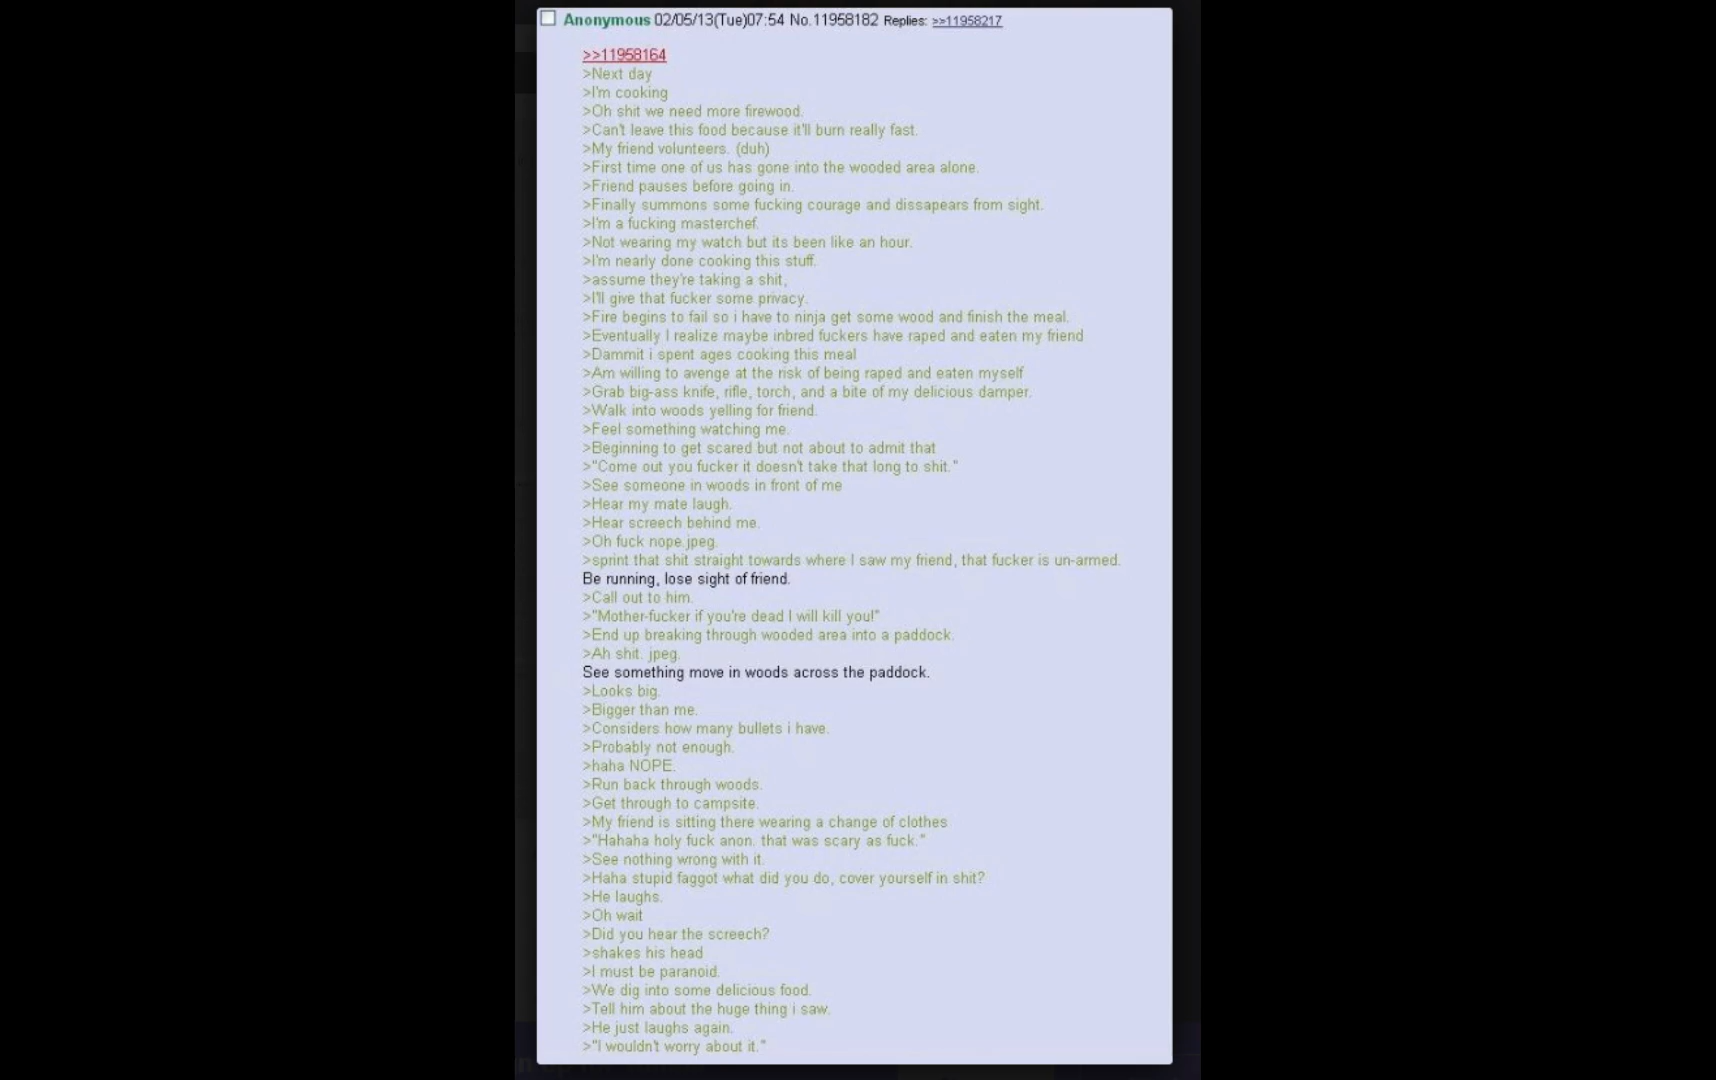 Anonymous 02/05/13(Tue)07:54 No.11958182 Replies: >>11958217
>>11958164
>Next day
>I'm cooking
>Oh shit we need more firewood.
>Can't leave this food because it'll burn really fast.
>My friend volunteers. (duh)
>First time one of us has gone into the wooded area alone.
>Friend pauses before going in.
>Finally summons some fucking courage and dissapears from sight.
>I'm a fucking masterchef.
>Not wearing my watch but its been like an hour.
>I'm nearly done cooking this stuff.
>assume they're taking a shit,
>I'll give that fucker some privacy.
>Fire begins to fail so i have to ninja get some wood and finish the meal.
>Eventually I realize maybe inbred fuckers have raped and eaten my friend
>Dammit i spent ages cooking this meal
>Am willing to avenge at the risk of being raped and eaten myself
>Grab big-ass knife, rifle, torch, and a bite of my delicious damper.
>Walk into woods yelling for friend.
>Feel something watching me.
>Beginning to get scared but not about to admit that
>"Come out you fucker it doesn't take that long to shit."
>See someone in woods in front of me
>Hear my mate laugh.
>Hear screech behind me.
>Oh fuck nope.jpeg.
>sprint that shit straight towards where I saw my friend, that fucker is un-armed.
Be running, lose sight of friend.
>Call out to him.
>"Mother-fucker if you're dead I will kill you!"
>End up breaking through wooded area into a paddock.
>Ah shit. jpeg.
See something move in woods across the paddock.
>Looks big.
>Bigger than me.
>Considers how many bullets i have.
>Probably not enough.
>haha NOPE.
>Run back through woods.
>Get through to campsite.
>My friend is sitting there wearing a change of clothes
>"Hahaha holy fuck anon. that was scary as fuck."
>See nothing wrong with it.
>Haha stupid faggot what did you do, cover yourself in shit?
>He laughs.
>Oh wait
>Did you hear the screech?
>shakes his head
>I must be paranoid.
>We dig into some delicious food.
>Tell him about the huge thing i saw.
>He just laughs again.
>"I wouldn't worry about it."